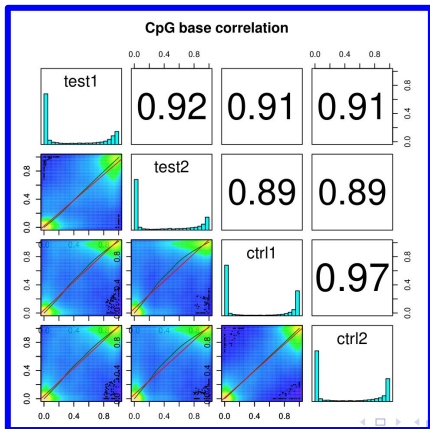 CpG base correlation
0.0 0.4 0.8 0.0 0.4 0.8
test1 0.92 0.91 0.91 0.0 0.4 0.8
0.0 0.4 0.8 test2 0.89 0.89
0.0 0.4 0.8 ctrl1 0.97 0.0 0.4 0.8
0.0 0.4 0.8 ctrl2
0.0 0.4 0.8 0.0 0.4 0.8